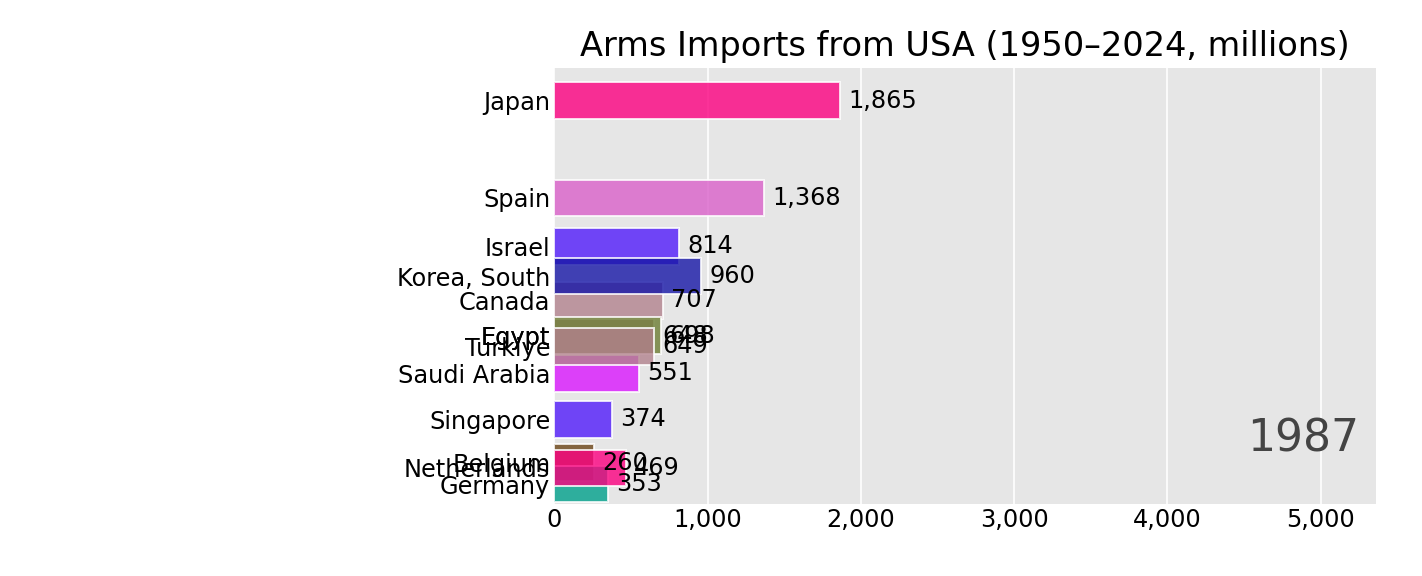 Arms Imports from USA (1950–2024, millions)
Japan 1,865
Spain 1,368
Israel 814
Korea, South 960
Canada 707
Egypt 698
Türkiye 649
Saudi Arabia 551
Singapore 374
Belgium 260
Netherlands 469
Germany 353
1987
0 1,000 2,000 3,000 4,000 5,000